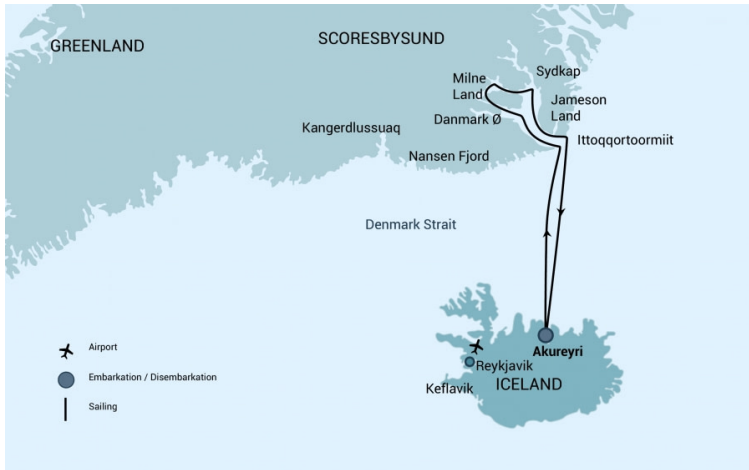 GREENLAND
SCORESBYSUND
Milne
Land
Sydkap
Jameson
Land
Danmark Ø
Kangerdlussuaq
Ittoqqortoormiit
Nansen Fjord
Denmark Strait
Airport
Embarkation / Disembarkation
Sailing
Akureyri
Reykjavik
Keflavik
ICELAND